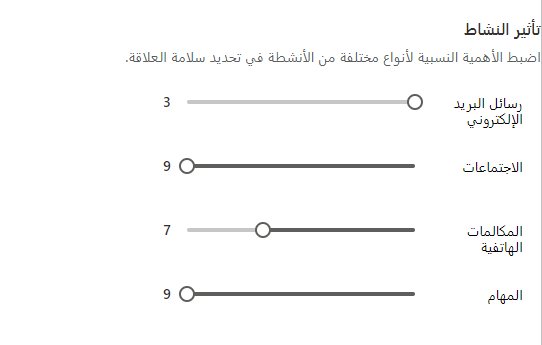 تأثير النشاط
اضبط الأهمية النسبية لأنواع مختلفة من الأنشطة في تحديد سلامة العلاقة.
رسائل البريد
الإلكتروني
3
الاجتماعات
9
المكالمات
الهاتفية
7
المهام
9